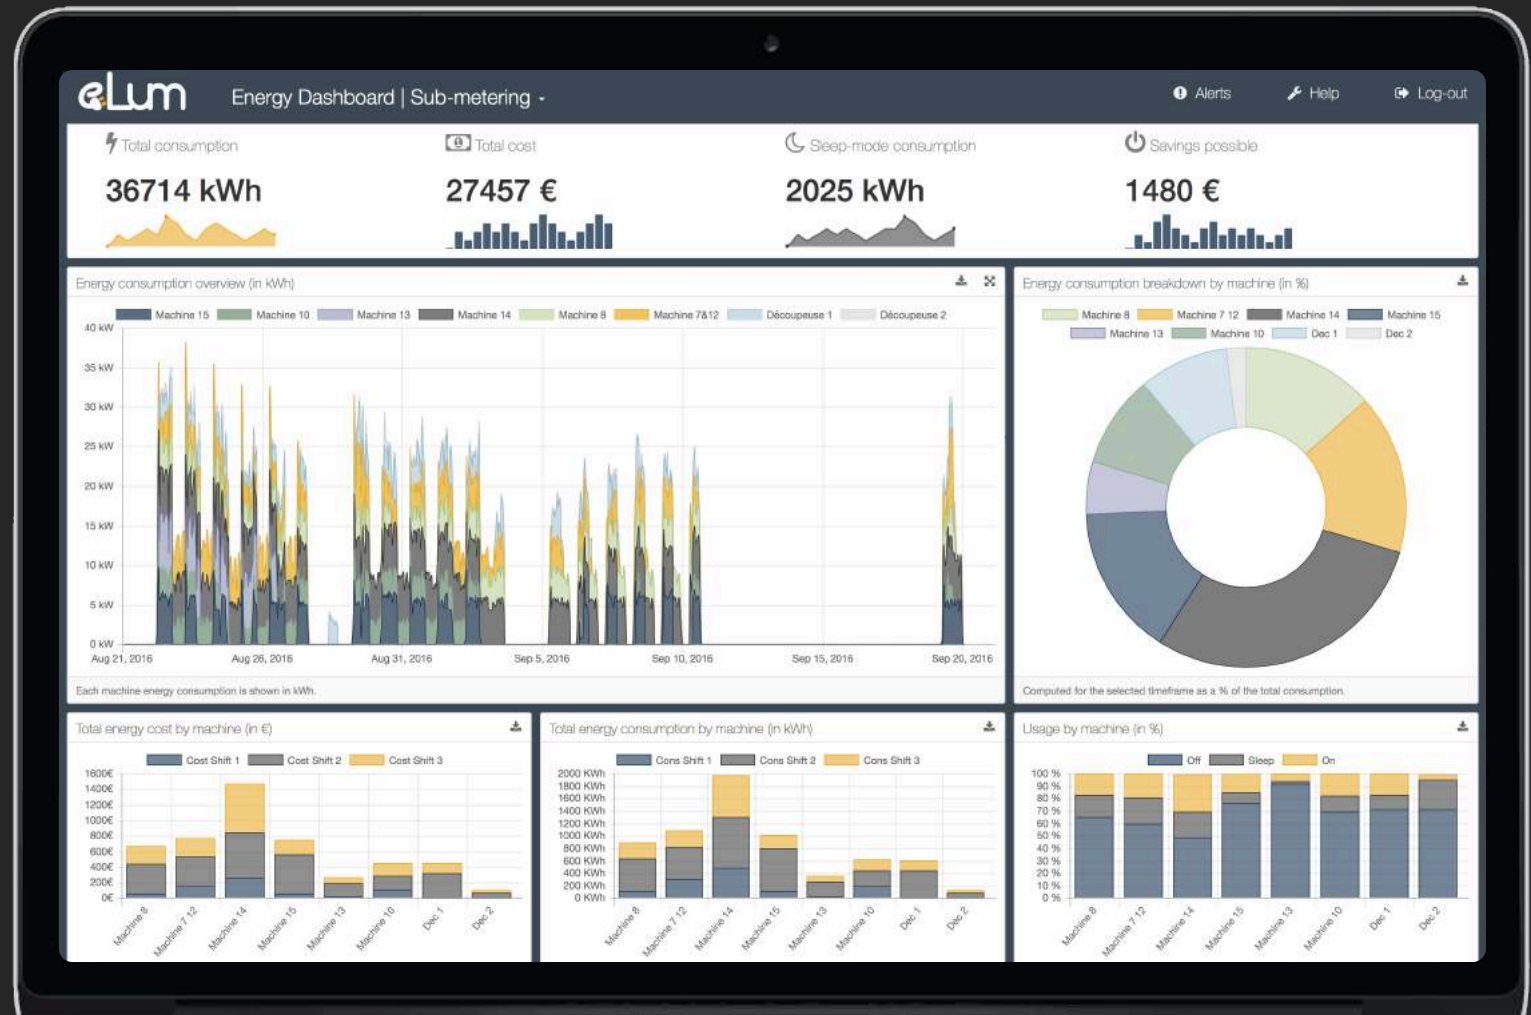 eLum
Energy Dashboard | Sub-metering
Alerts
Help
Log-out
Total consumption
36714 kWh
Total cost
27457 €
Sleep-mode consumption
2025 kWh
Savings possible
1480 €
Energy consumption overview (in kWh)
Machine 15 Machine 10 Machine 13 Machine 14 Machine 8 Machine 7&12 Découpeuse 1 Découpeuse 2
40 kW
35 kW
30 kW
25 kW
20 kW
15 kW
10 kW
5 kW
0 kW
Aug 21, 2016 Aug 26, 2016 Aug 31, 2016 Sep 5, 2016 Sep 10, 2016 Sep 15, 2016 Sep 20, 2016
Each machine energy consumption is shown in kWh.
Energy consumption breakdown by machine (in %)
Machine 8 Machine 7 12 Machine 14 Machine 15
Machine 13 Machine 10 Dec 1 Dec 2
Computed for the selected timeframe as a % of the total consumption.
Total energy cost by machine (in €)
Cost Shift 1 Cost Shift 2 Cost Shift 3
1600€
1400€
1200€
1000€
800€
600€
400€
200€
0€
Machine 8 Machine 7 12 Machine 14 Machine 15 Machine 13 Machine 10 Dec 1 Dec 2
Total energy consumption by machine (in kWh)
Cons Shift 1 Cons Shift 2 Cons Shift 3
2000 KWh
1800 KWh
1600 KWh
1400 KWh
1200 KWh
1000 KWh
800 KWh
600 KWh
400 KWh
200 KWh
0 KWh
Machine 8 Machine 7 12 Machine 14 Machine 15 Machine 13 Machine 10 Dec 1 Dec 2
Usage by machine (in %)
Off Sleep On
100 %
90 %
80 %
70 %
60 %
50 %
40 %
30 %
20 %
10 %
0 %
Machine 8 Machine 7 12 Machine 14 Machine 15 Machine 13 Machine 10 Dec 1 Dec 2